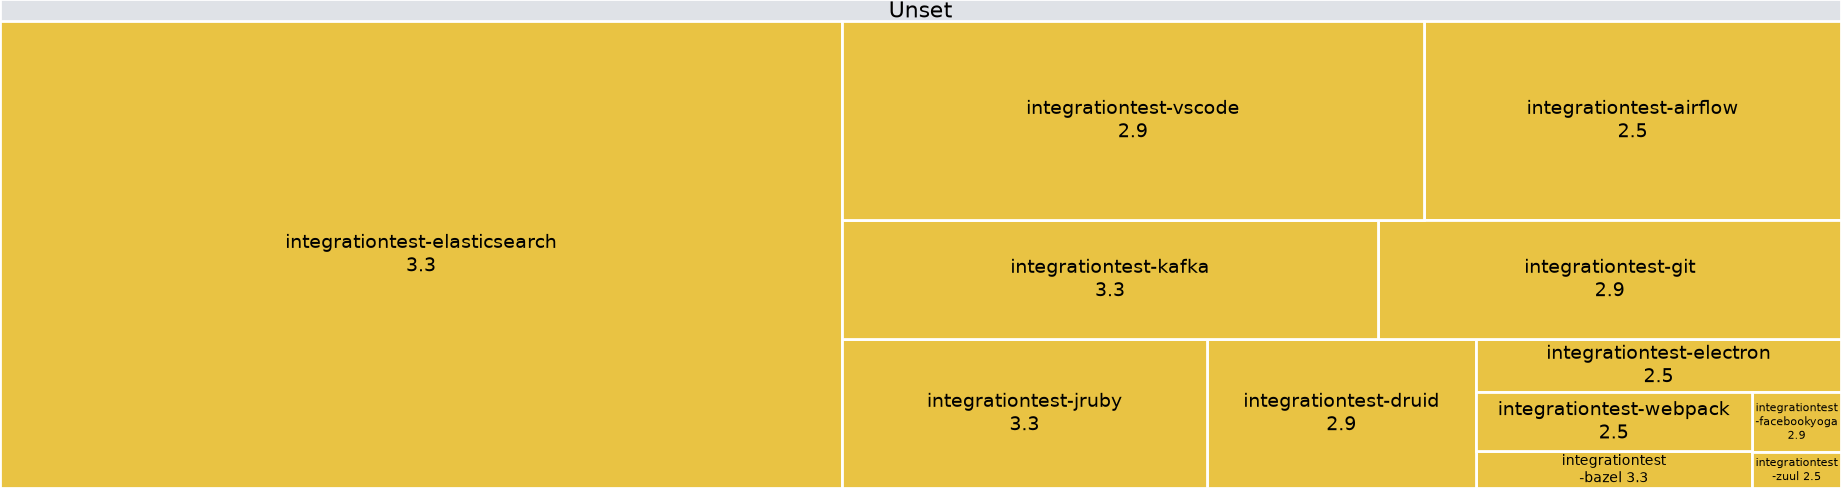 Unset
integrationtest-elasticsearch
3.3
integrationtest-vscode
2.9
integrationtest-airflow
2.5
integrationtest-kafka
3.3
integrationtest-git
2.9
integrationtest-jruby
3.3
integrationtest-druid
2.9
integrationtest-electron
2.5
integrationtest-webpack
2.5
integrationtest
-facebookyoga
2.9
integrationtest
-bazel 3.3
integrationtest
-zuul 2.5